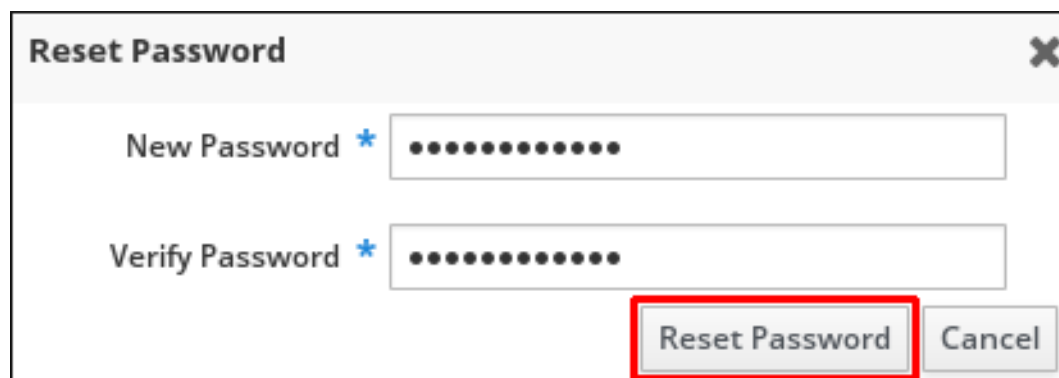 Reset Password
New Password * ••••••••••••
Verify Password * ••••••••••••
Reset Password Cancel